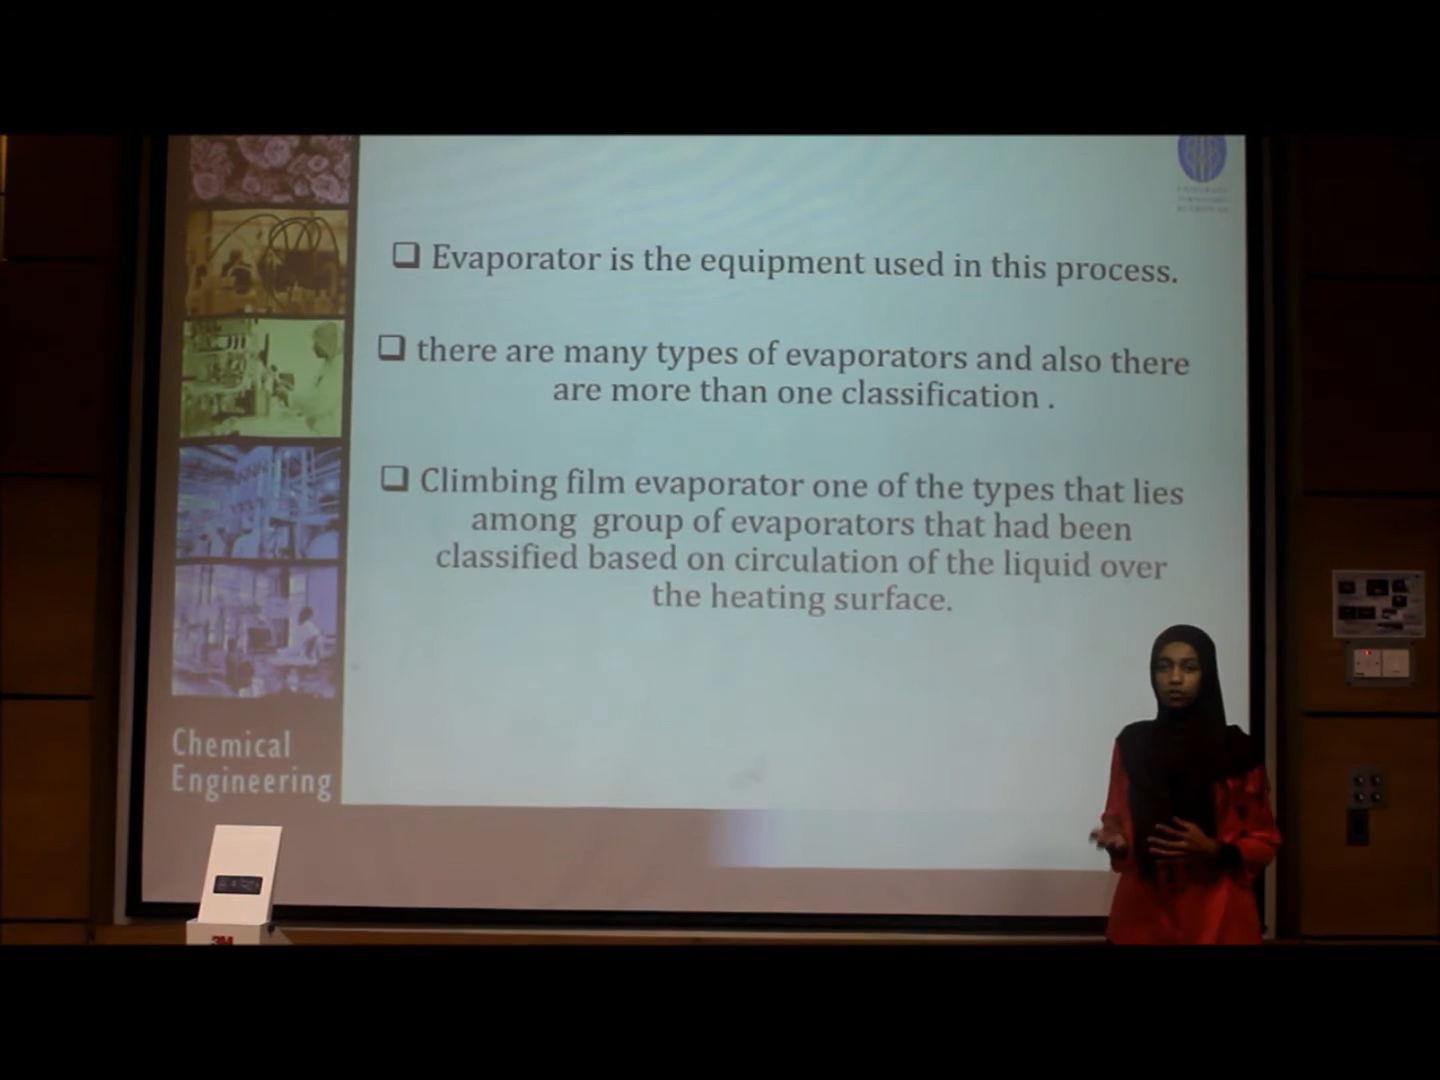 Evaporator is the equipment used in this process.
there are many types of evaporators and also there
are more than one classification .
Climbing film evaporator one of the types that lies
among group of evaporators that had been
classified based on circulation of the liquid over
the heating surface.
Chemical
Engineering
3M